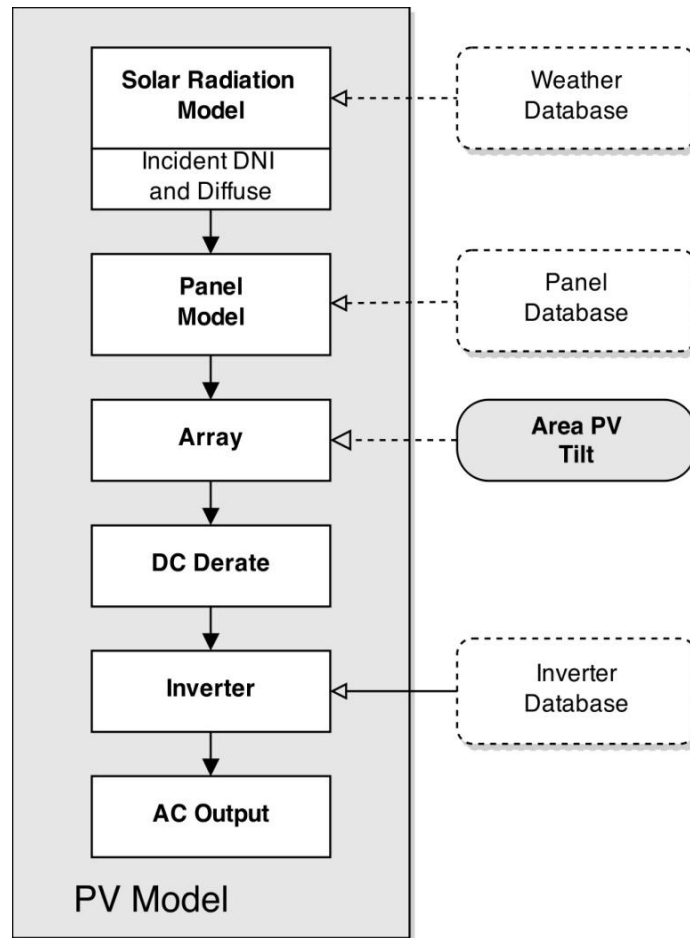 Solar Radiation
Model
Weather
Database
Incident DNI
and Diffuse
Panel
Model
Panel
Database
Array
Area PV
Tilt
DC Derate
Inverter
Inverter
Database
AC Output
PV Model